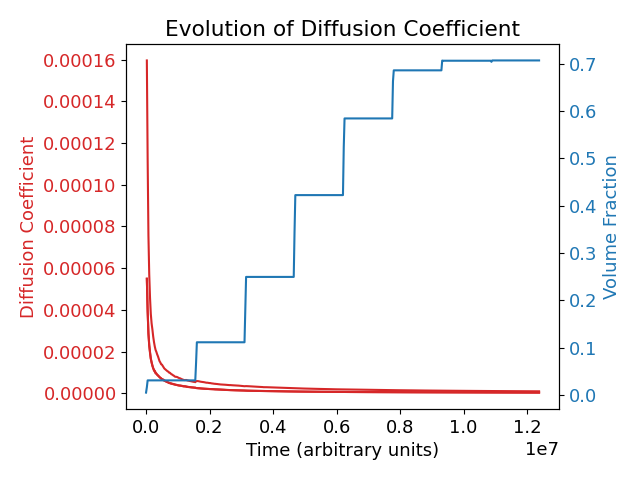 Evolution of Diffusion Coefficient
Diffusion Coefficient
0.00016
0.00014
0.00012
0.00010
0.00008
0.00006
0.00004
0.00002
0.00000
0.7
0.6
0.5
0.4
0.3
0.2
0.1
0.0
Volume Fraction
0.0 0.2 0.4 0.6 0.8 1.0 1.2
1e7
Time (arbitrary units)